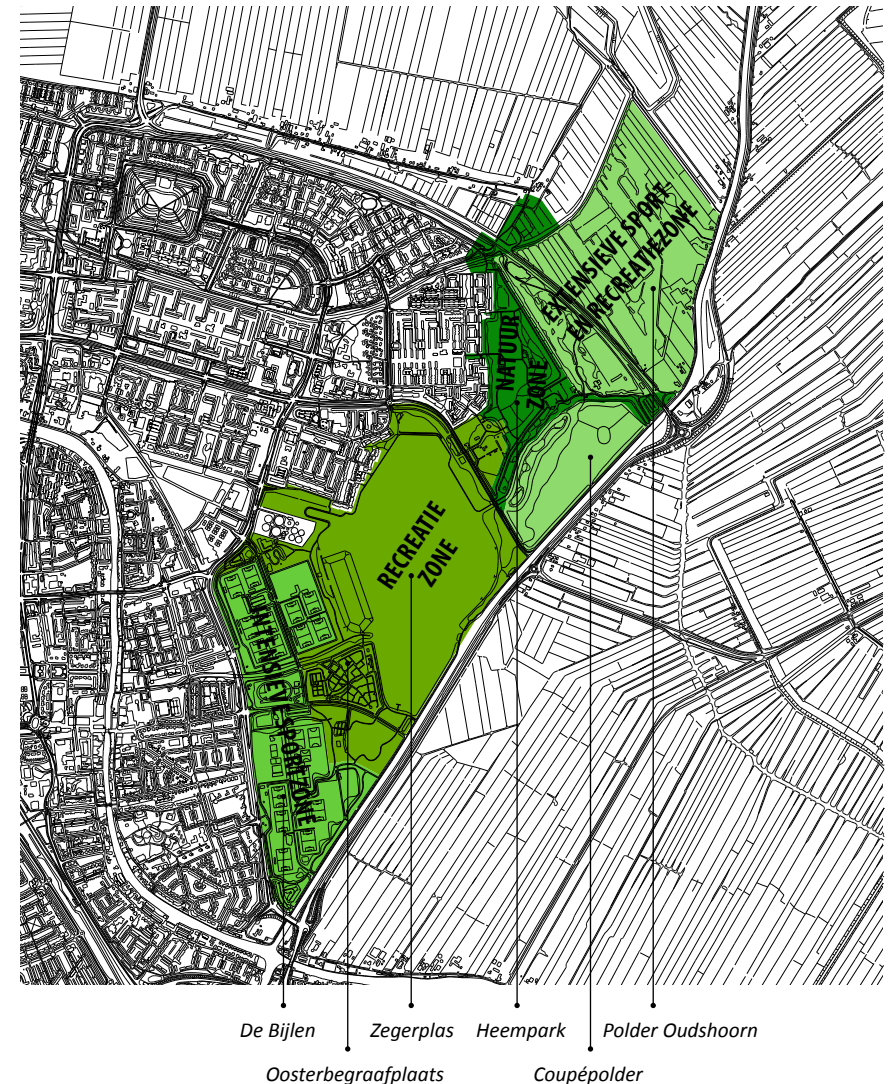 EXTENSIEVE SPORT
EN RECREATIEZONE
NATUUR
ZONE
RECREATIE
ZONE
INTENSIEVE SPORTZONE
De Bijlen
Zegerplas
Heempark
Polder Oudshoorn
Oosterbegraafplaats
Coupépolder